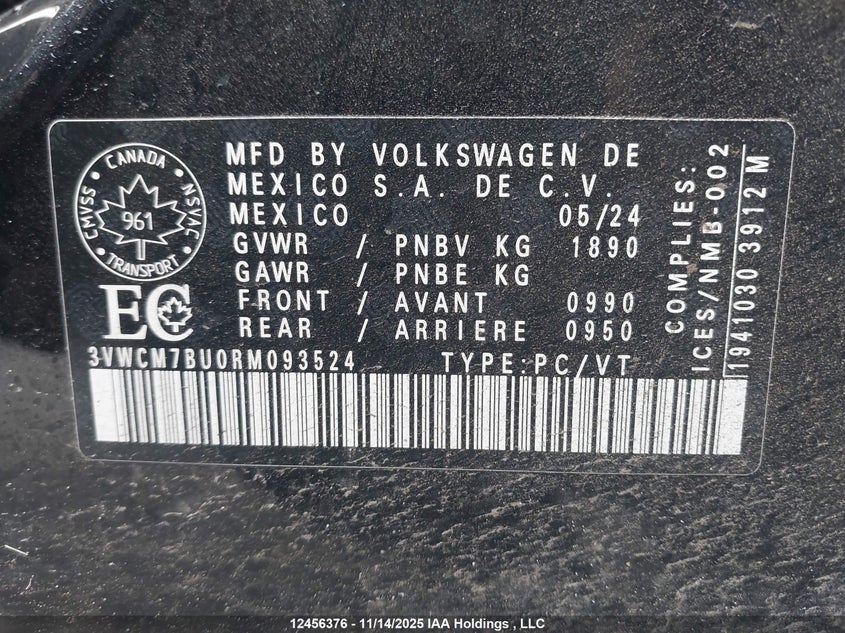 CANADA
CMVSS
NSVAC
961
TRANSPORT
EC
MFD BY VOLKSWAGEN DE
MEXICO S.A. DE C.V.
MEXICO 05/24
GVWR / PNBV KG 1890
GAWR / PNBE KG
FRONT / AVANT 0990
REAR / ARRIERE 0950
3VWCM7BU0RM093524 TYPE:PC/VT
COMPLIES:
ICES/NMB-002
1941030 3912 M
12456376 - 11/14/2025 IAA Holdings , LLC